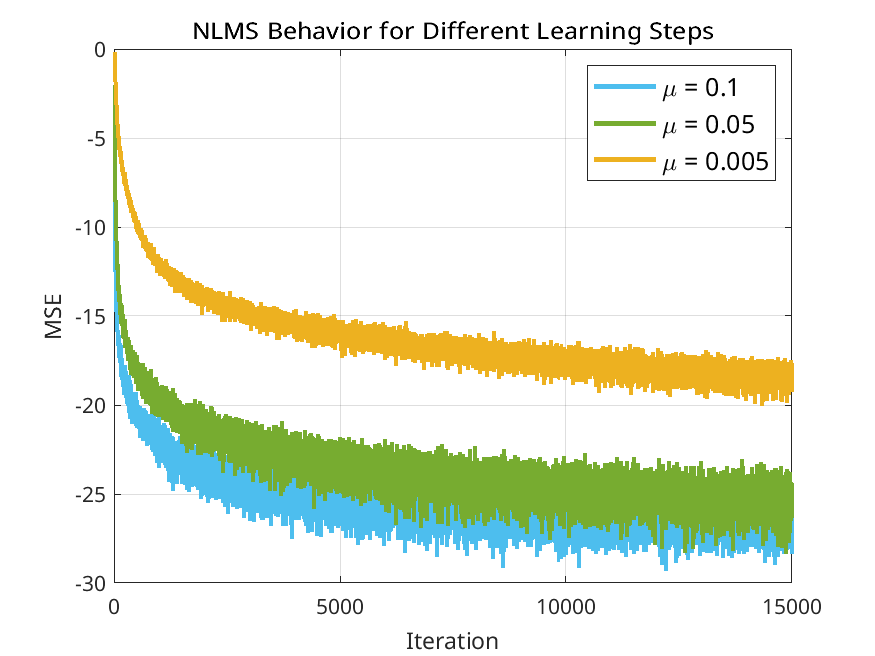 NLMS Behavior for Different Learning Steps
0
-5
-10
-15
-20
-25
-30
MSE
μ = 0.1
μ = 0.05
μ = 0.005
0 5000 10000 15000
Iteration